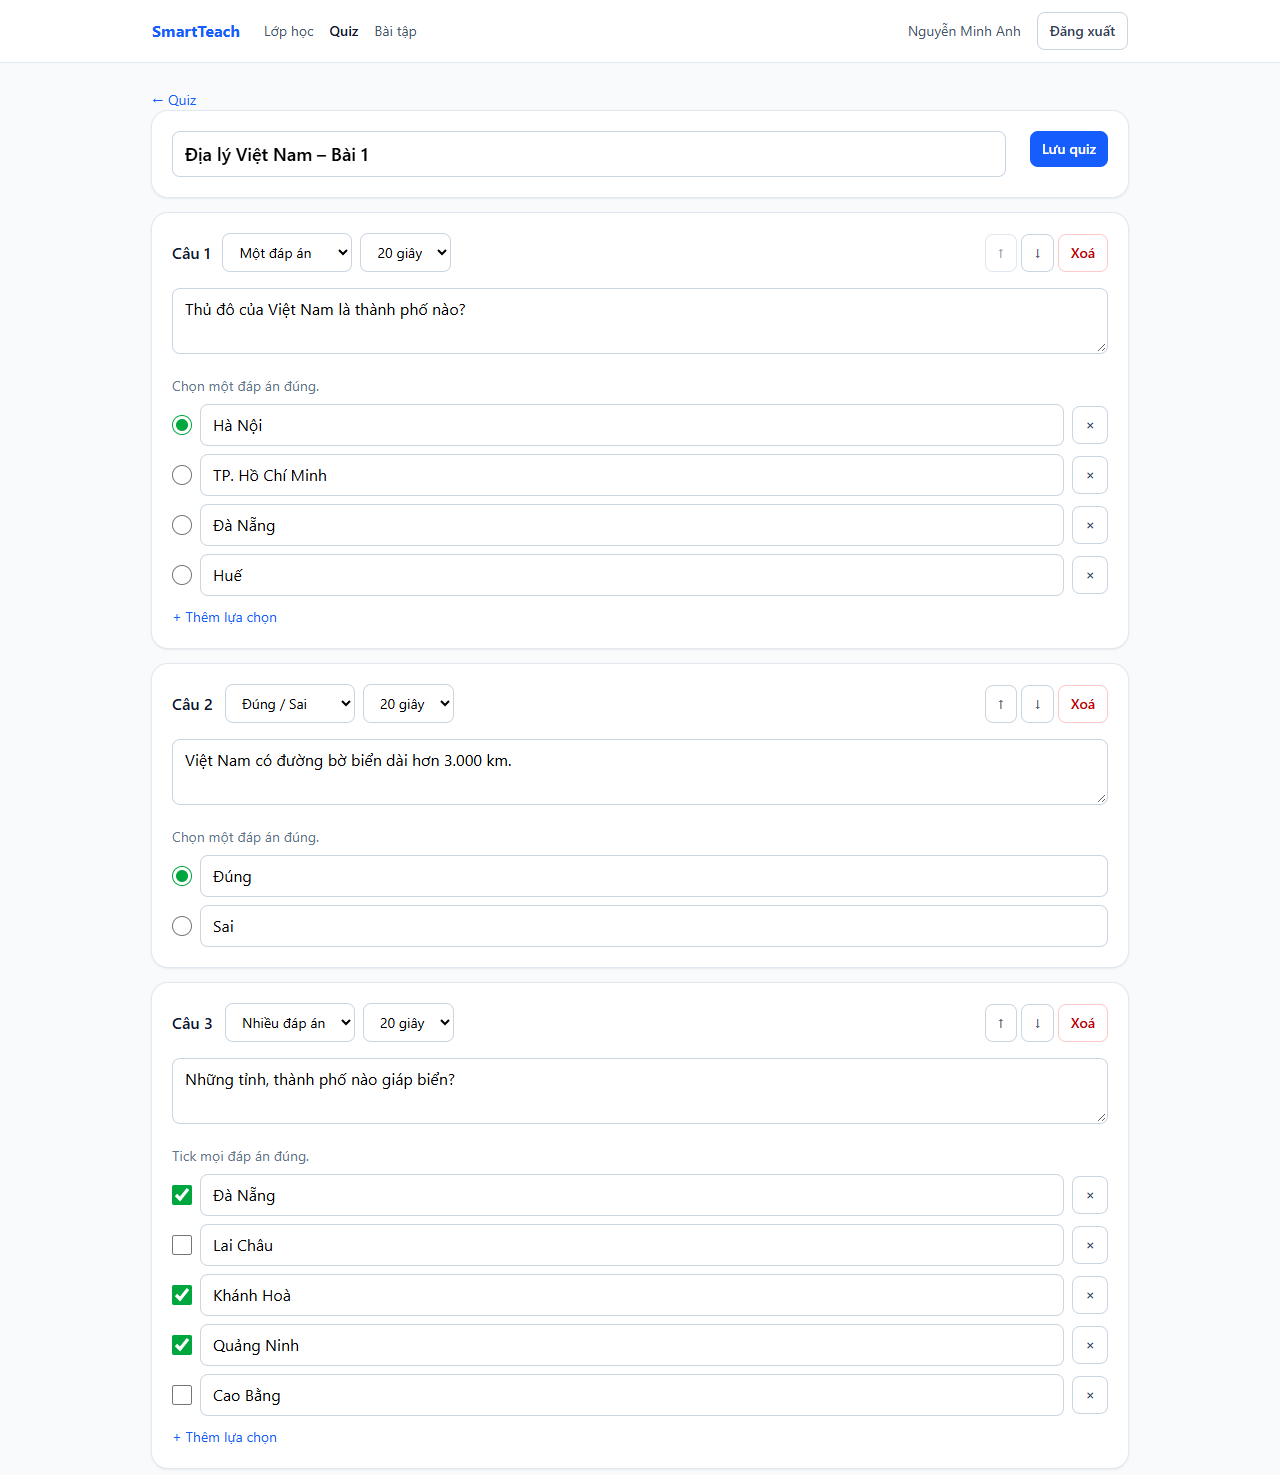 SmartTeach Lớp học Quiz Bài tập Nguyễn Minh Anh Đăng xuất
← Quiz
Địa lý Việt Nam – Bài 1 Lưu quiz
Câu 1 Một đáp án 20 giây ↑ ↓ Xoá
Thủ đô của Việt Nam là thành phố nào?
Chọn một đáp án đúng.
Hà Nội ×
TP. Hồ Chí Minh ×
Đà Nẵng ×
Huế ×
+ Thêm lựa chọn
Câu 2 Đúng / Sai 20 giây ↑ ↓ Xoá
Việt Nam có đường bờ biển dài hơn 3.000 km.
Chọn một đáp án đúng.
Đúng
Sai
Câu 3 Nhiều đáp án 20 giây ↑ ↓ Xoá
Những tỉnh, thành phố nào giáp biển?
Tick mọi đáp án đúng.
Đà Nẵng ×
Lai Châu ×
Khánh Hoà ×
Quảng Ninh ×
Cao Bằng ×
+ Thêm lựa chọn